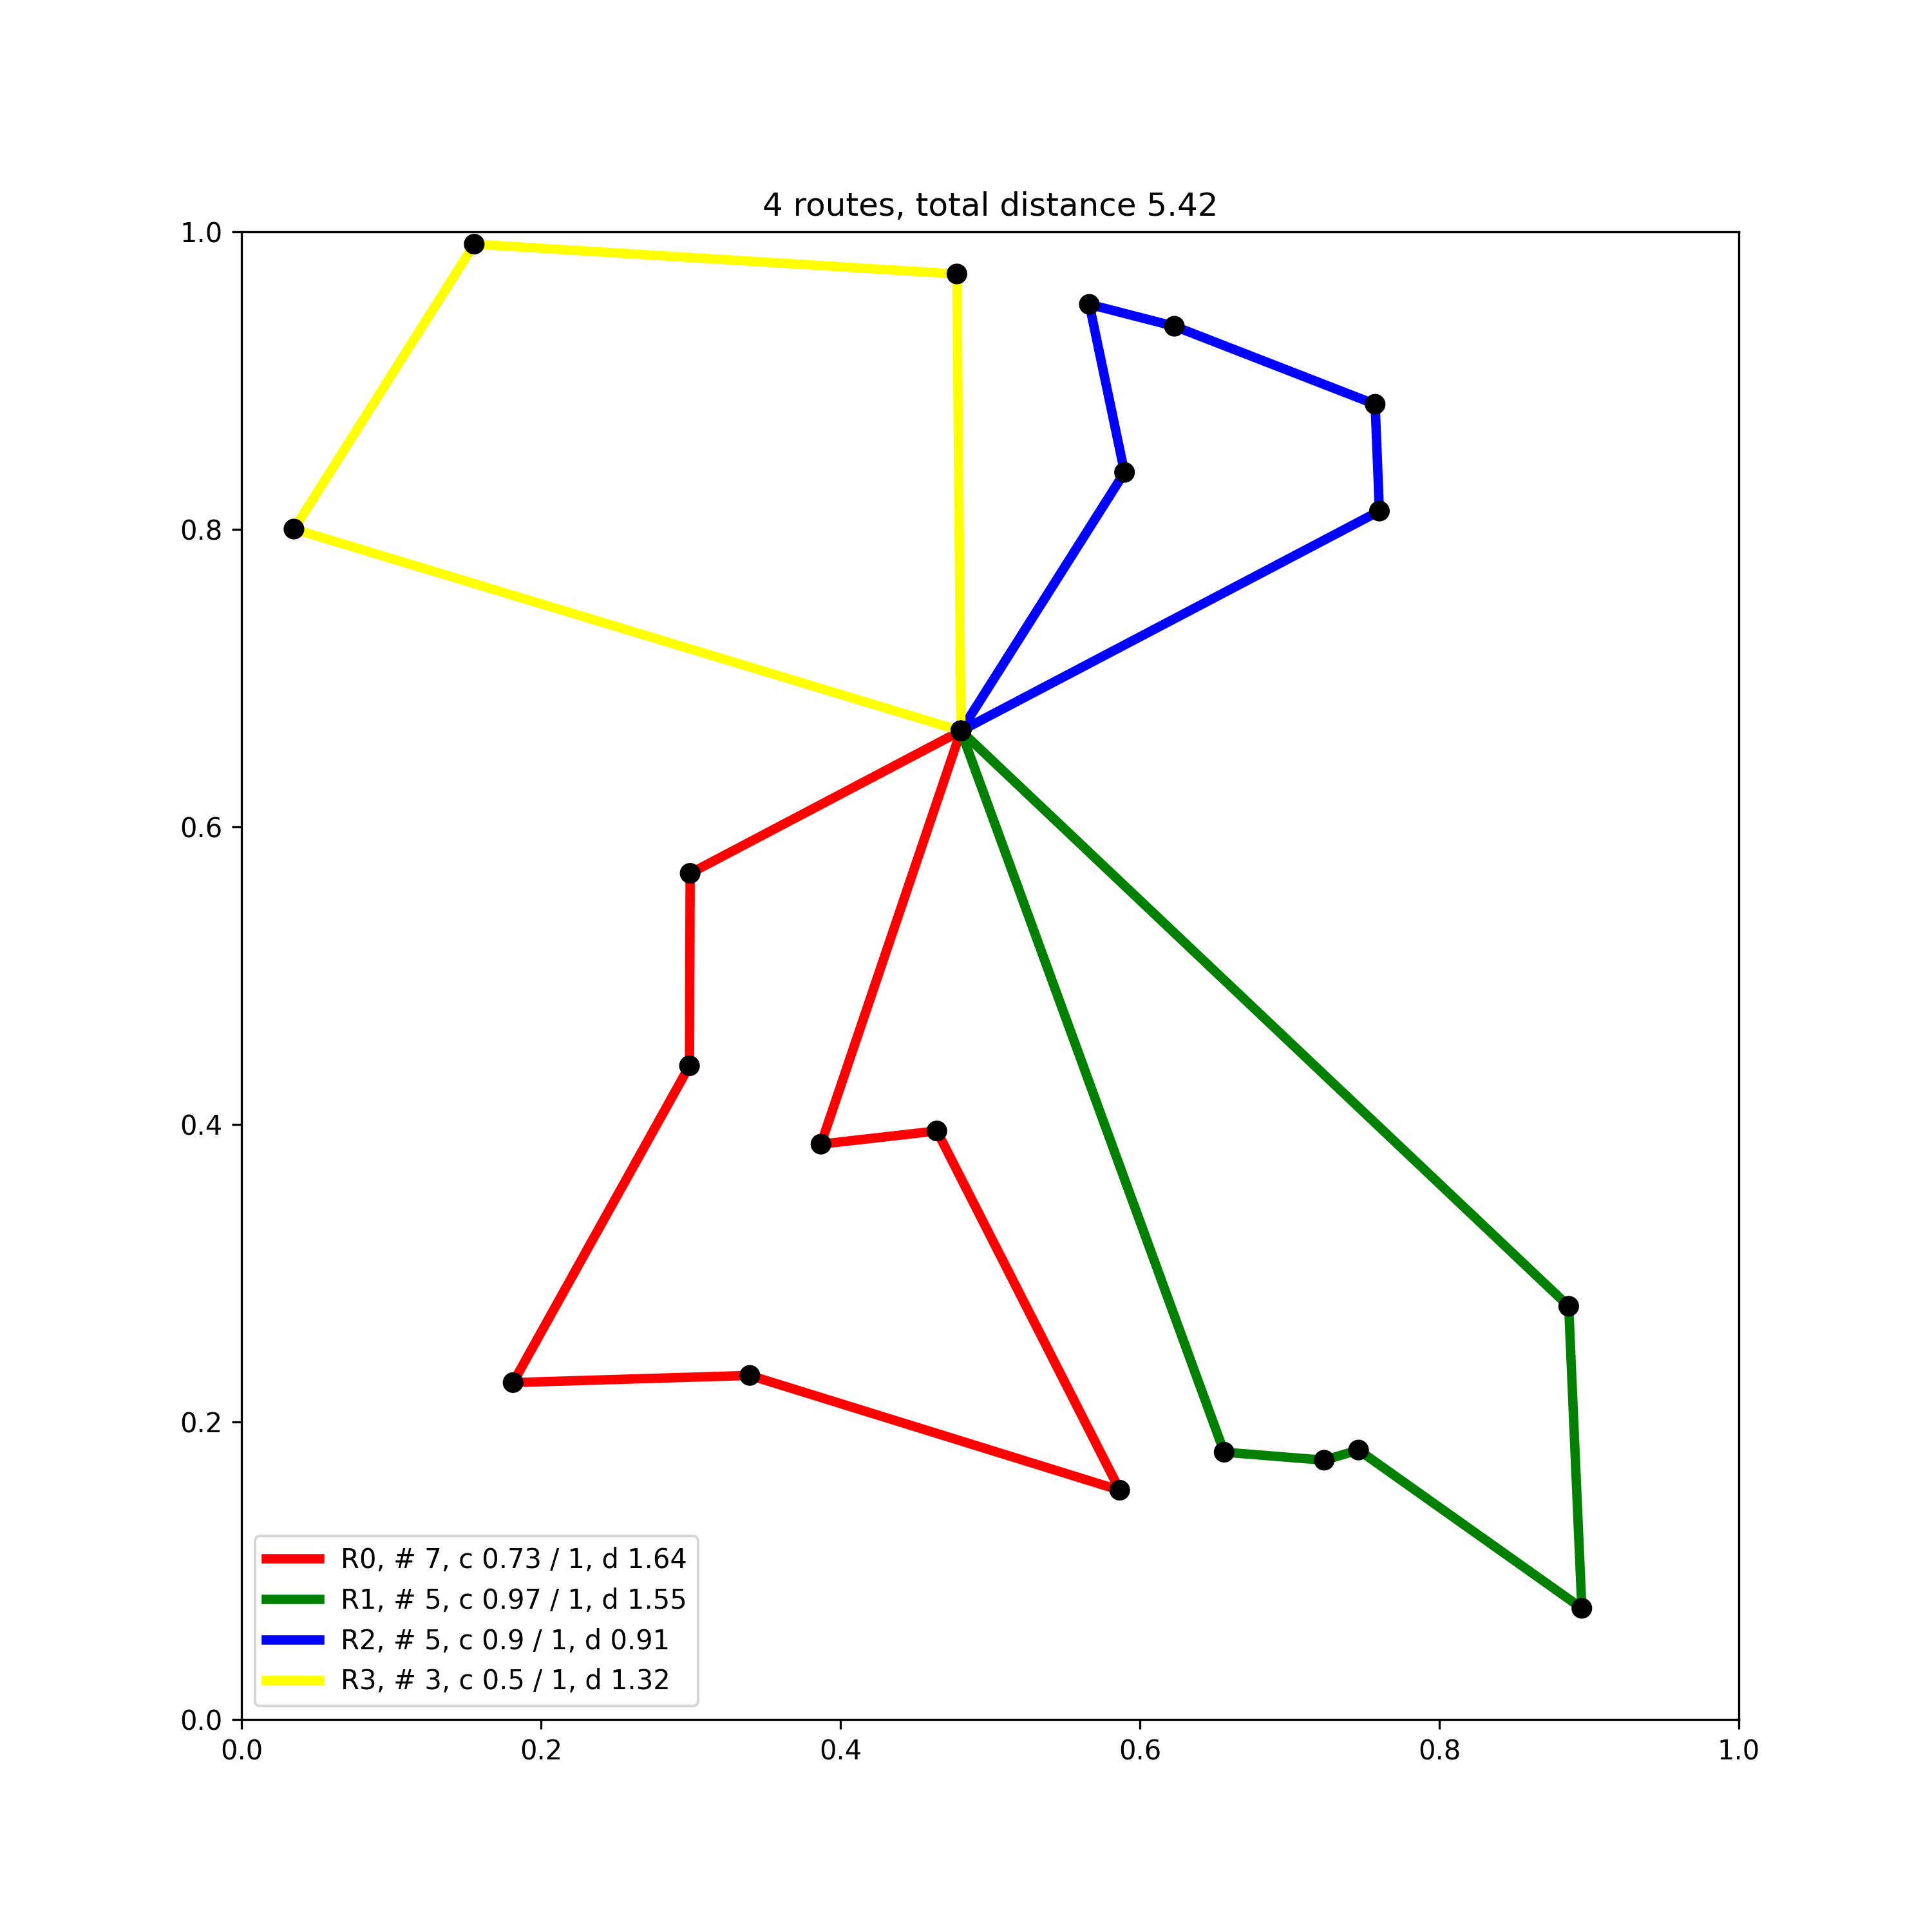 4 routes, total distance 5.42
1.0
0.8
0.6
0.4
0.2
0.0
R0, # 7, c 0.73 / 1, d 1.64
R1, # 5, c 0.97 / 1, d 1.55
R2, # 5, c 0.9 / 1, d 0.91
R3, # 3, c 0.5 / 1, d 1.32
0.0 0.2 0.4 0.6 0.8 1.0